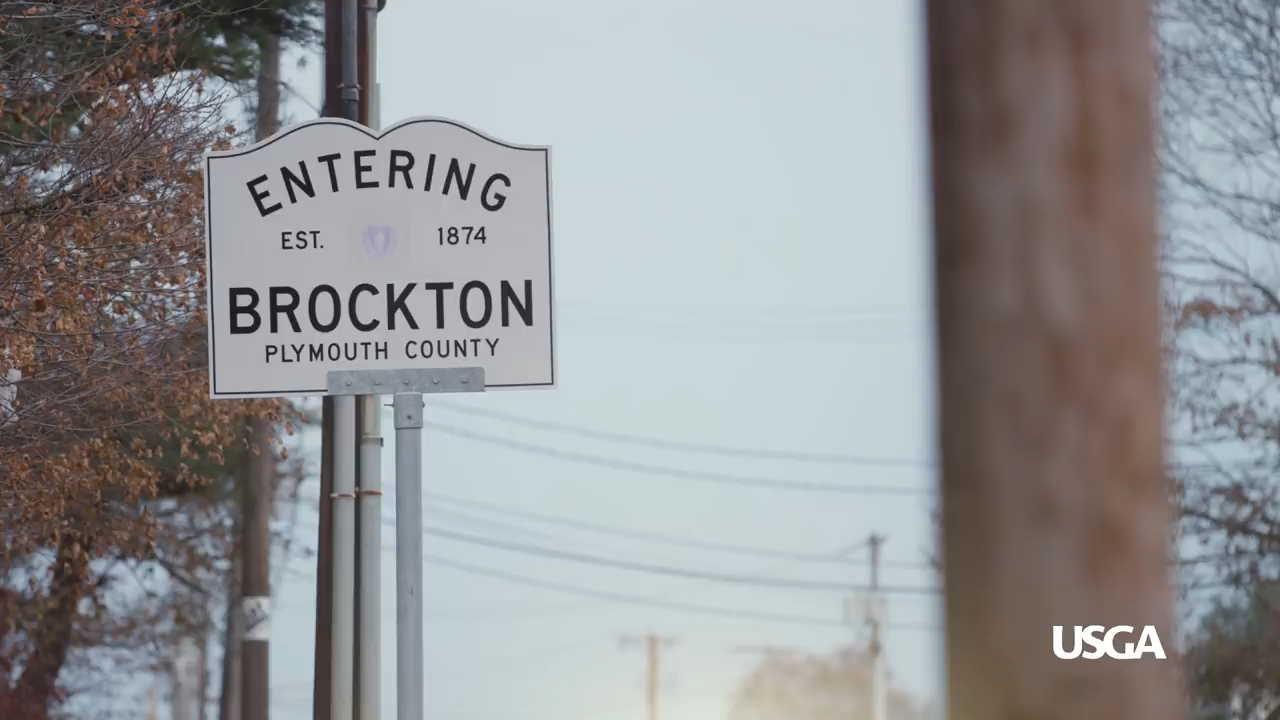 ENTERING
EST. 1874
BROCKTON
PLYMOUTH COUNTY
USGA